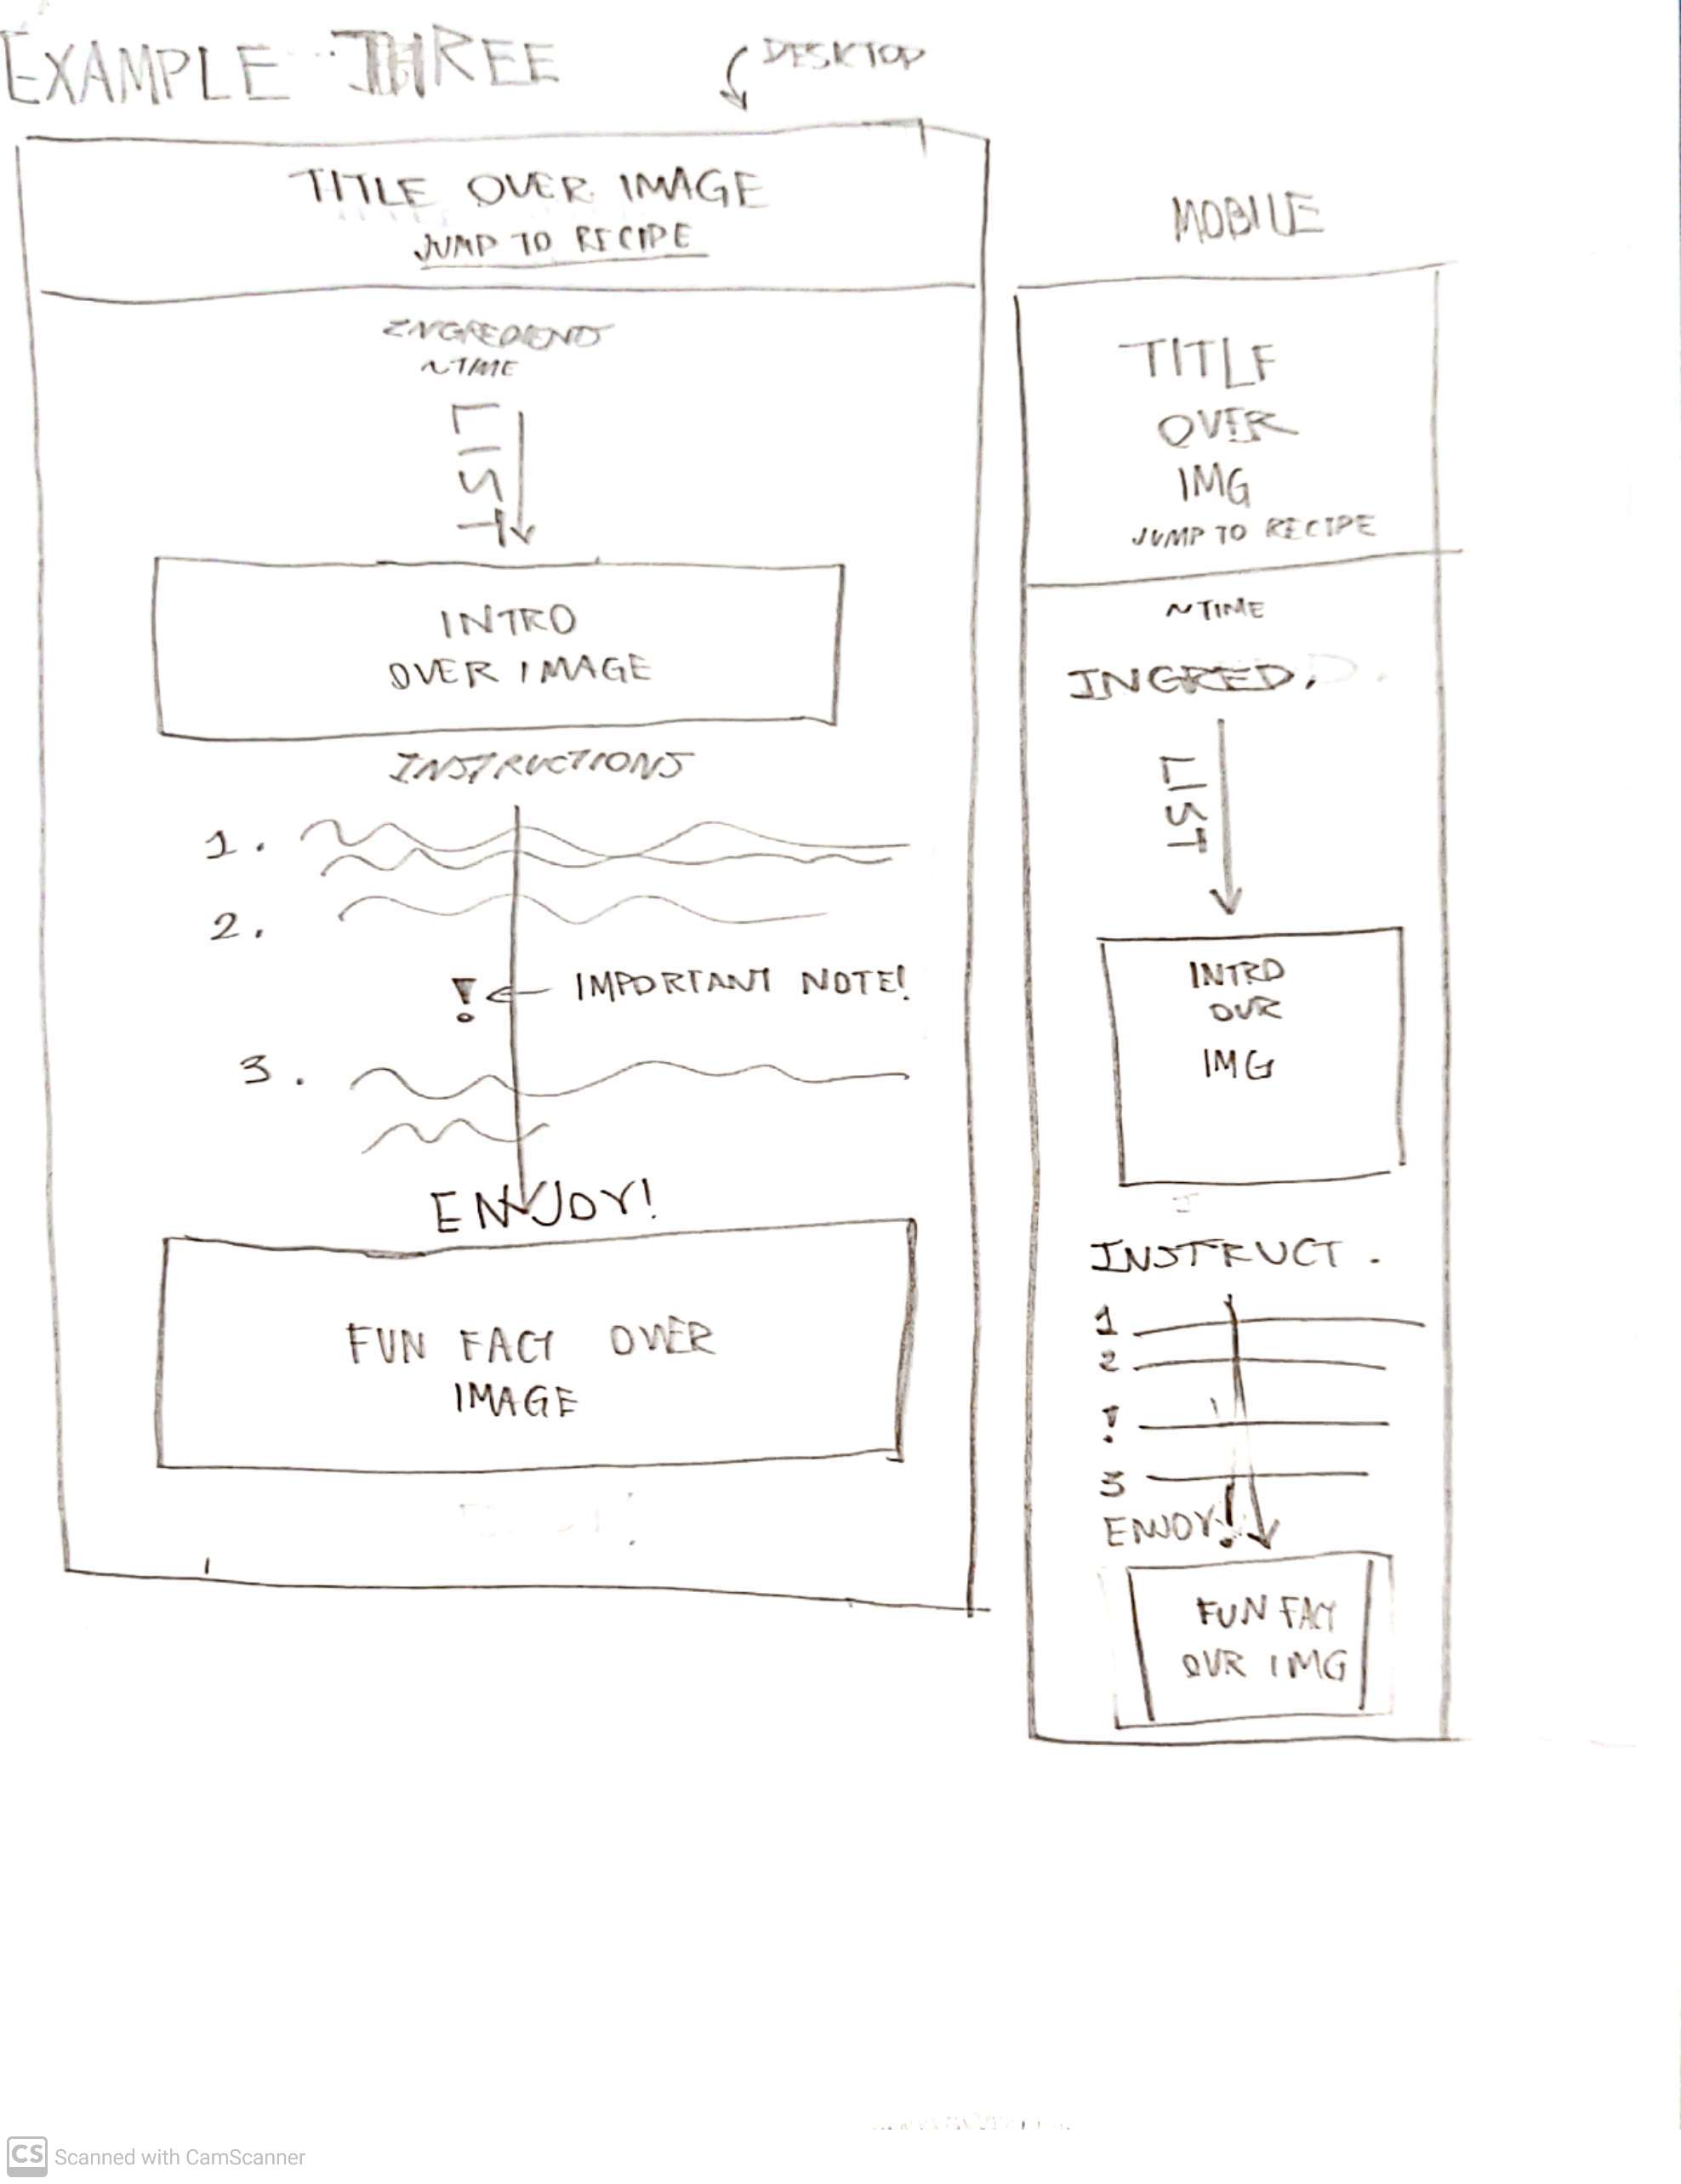 EXAMPLE THREE
DESKTOP
TITLE OVER IMAGE
JUMP TO RECIPE
INGREDIENTS
~TIME
LIST
INTRO
OVER IMAGE
INSTRUCTIONS
1.
2.
! IMPORTANT NOTE!
3.
ENJOY!
FUN FACT OVER
IMAGE
MOBILE
TITLE
OVER
IMG
JUMP TO RECIPE
~TIME
INGRED.
LIST
INTRO
OVR
IMG
INSTRUCT.
1
2
!
3
ENJOY!
FUN FACT
OVR IMG
CS Scanned with CamScanner